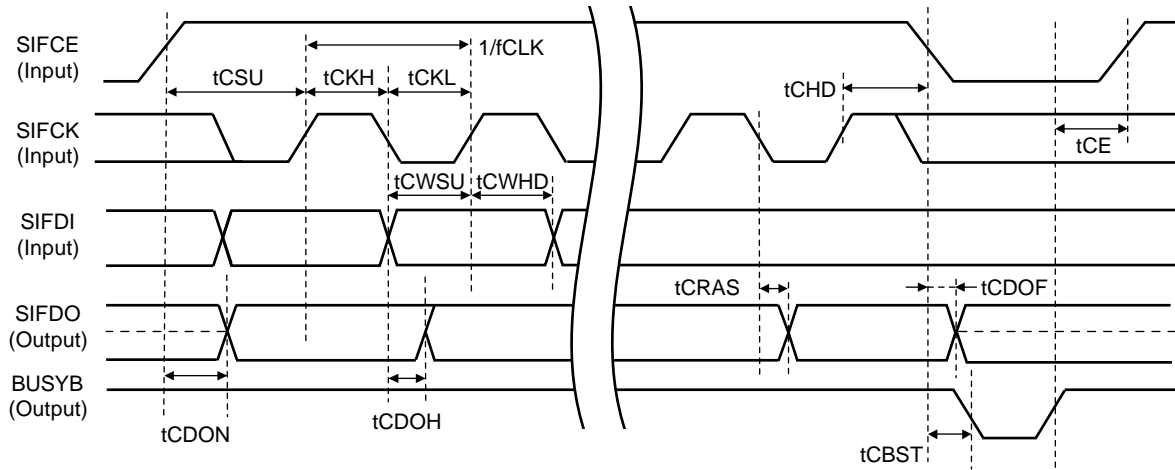 SIFCE
(Input)
1/fCLK
tCSU
tCKH
tCKL
tCHD
SIFCK
(Input)
tCE
tCWSU
tCWHD
SIFDI
(Input)
tCRAS
tCDOF
SIFDO
(Output)
BUSYB
(Output)
tCDON
tCDOH
tCBST